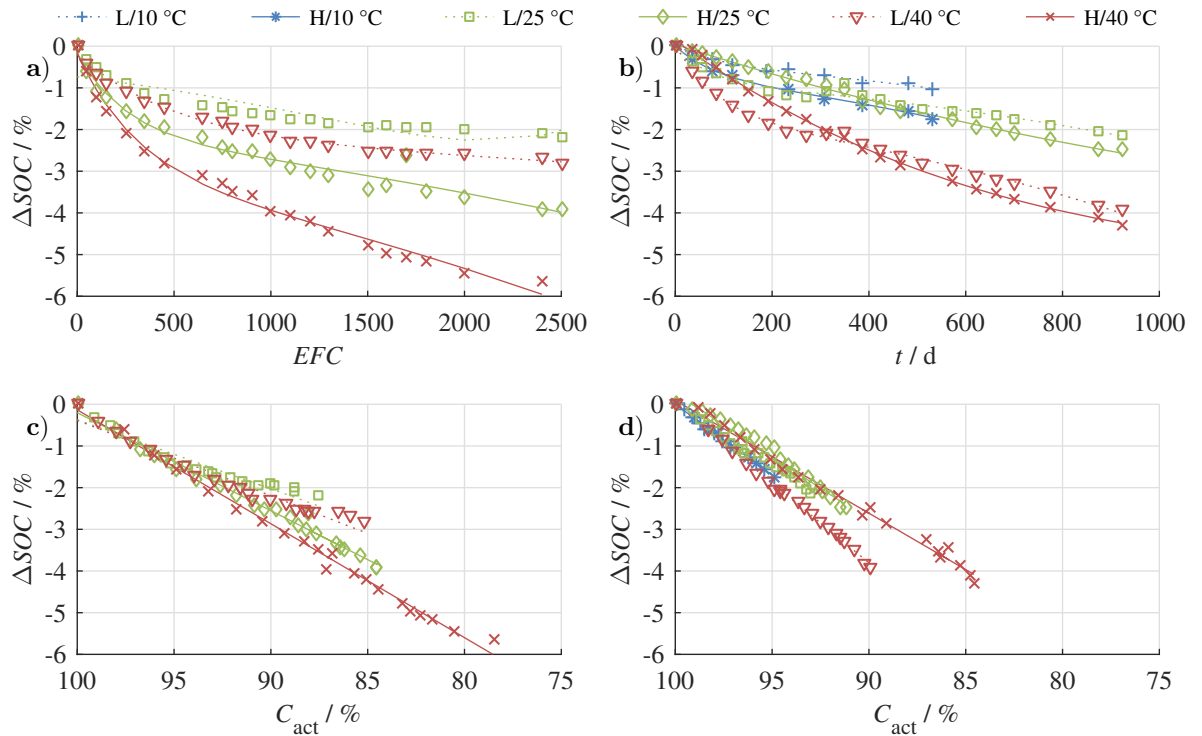 L/10 °C H/10 °C L/25 °C H/25 °C L/40 °C H/40 °C
a)
0
-1
-2
-3
-4
-5
-6
ΔSOC / %
0 500 1000 1500 2000 2500
EFC
b)
0
-1
-2
-3
-4
-5
-6
ΔSOC / %
0 200 400 600 800 1000
t / d
c)
0
-1
-2
-3
-4
-5
-6
ΔSOC / %
100 95 90 85 80 75
C_act / %
d)
0
-1
-2
-3
-4
-5
-6
ΔSOC / %
100 95 90 85 80 75
C_act / %